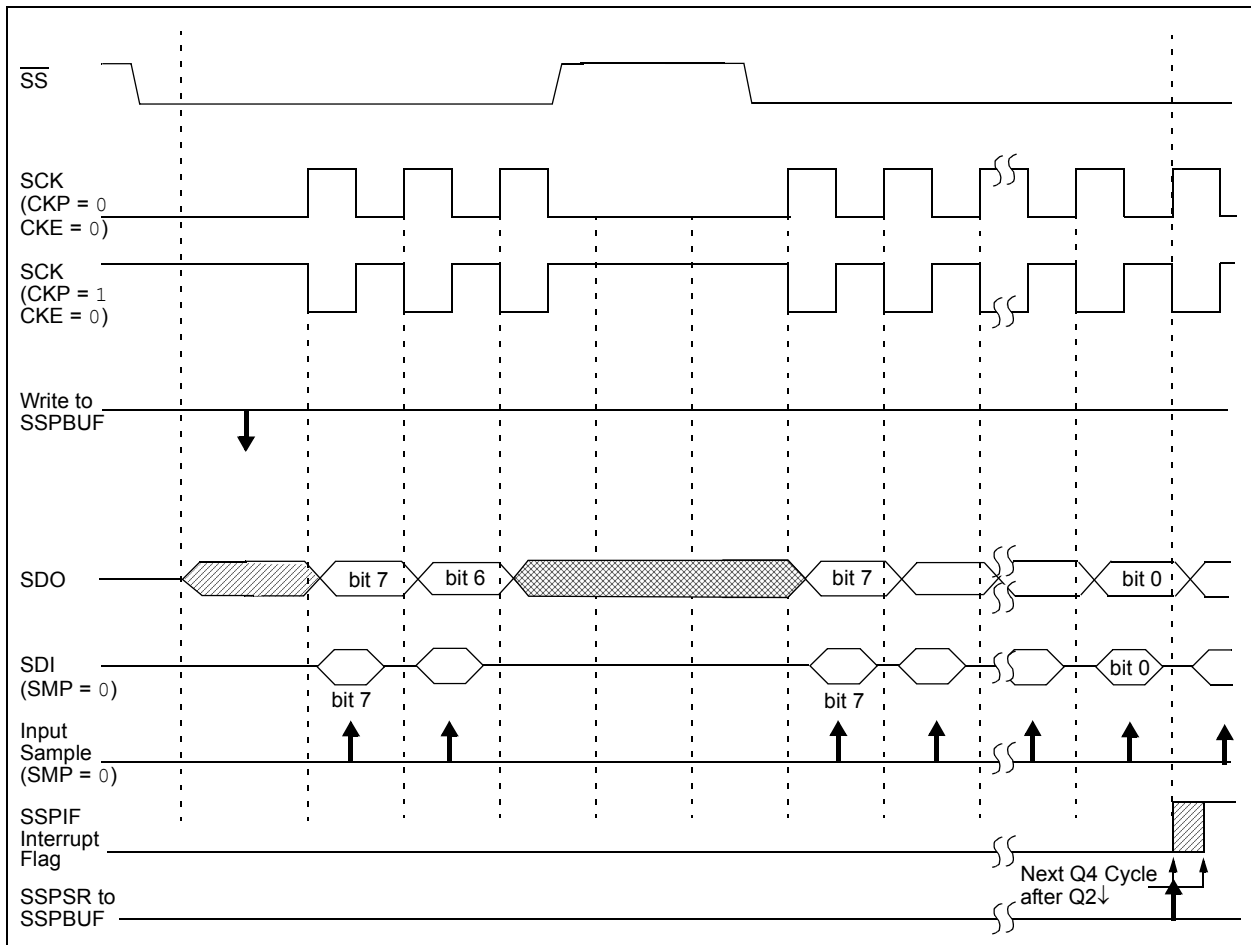 SS
SCK
(CKP = 0
CKE = 0)
SCK
(CKP = 1
CKE = 0)
Write to
SSPBUF
SDO
bit 7
bit 6
bit 7
bit 0
SDI
(SMP = 0)
bit 7
bit 7
bit 0
Input
Sample
(SMP = 0)
SSPIF
Interrupt
Flag
Next Q4 Cycle
after Q2↓
SSPSR to
SSPBUF